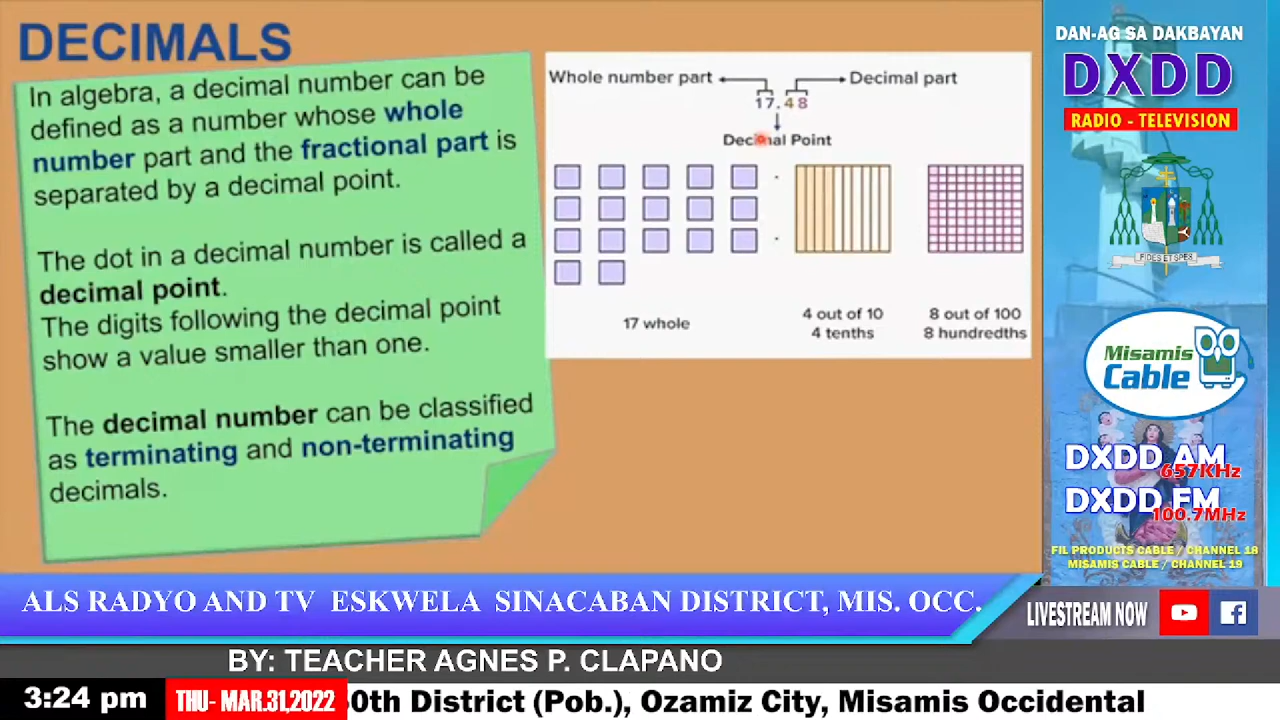 DECIMALS
In algebra, a decimal number can be
defined as a number whose whole
number part and the fractional part is
separated by a decimal point.
The dot in a decimal number is called a
decimal point.
The digits following the decimal point
show a value smaller than one.
The decimal number can be classified
as terminating and non-terminating
decimals.
Whole number part
Decimal part
17.48
Decimal Point
17 whole
4 out of 10
4 tenths
8 out of 100
8 hundredths
DAN-AG SA DAKBAYAN
DXDD
RADIO - TELEVISION
FIDES ET SPES
Misamis
Cable
DXDD AM
657KHz
DXDD FM
100.7MHz
FIL PRODUCTS CABLE / CHANNEL 18
MISAMIS CABLE / CHANNEL 19
ALS RADYO AND TV ESKWELA SINACABAN DISTRICT, MIS. OCC.
LIVESTREAM NOW
BY: TEACHER AGNES P. CLAPANO
3:24 pm
THU- MAR.31,2022
0th District (Pob.), Ozamiz City, Misamis Occidental